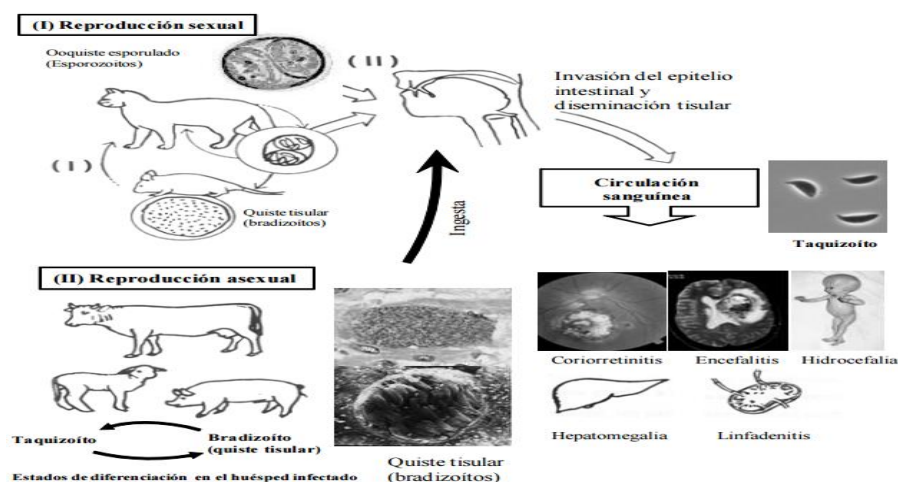 (I) Reproducción sexual
Ooquiste esporulado
(Esporozoitos)
(II)
(I)
Quiste tisular
(bradizoítos)
Invasión del epitelio
intestinal y
diseminación tisular
Ingesta
Circulación
sanguínea
Taquizoíto
(II) Reproducción asexual
Taquizoíto
Bradizoíto
(quiste tisular)
Estados de diferenciación en el huésped infectado
Quiste tisular
(bradizoítos)
Coriorretinitis
Encefalitis
Hidrocefalia
Hepatomegalia
Linfadenitis